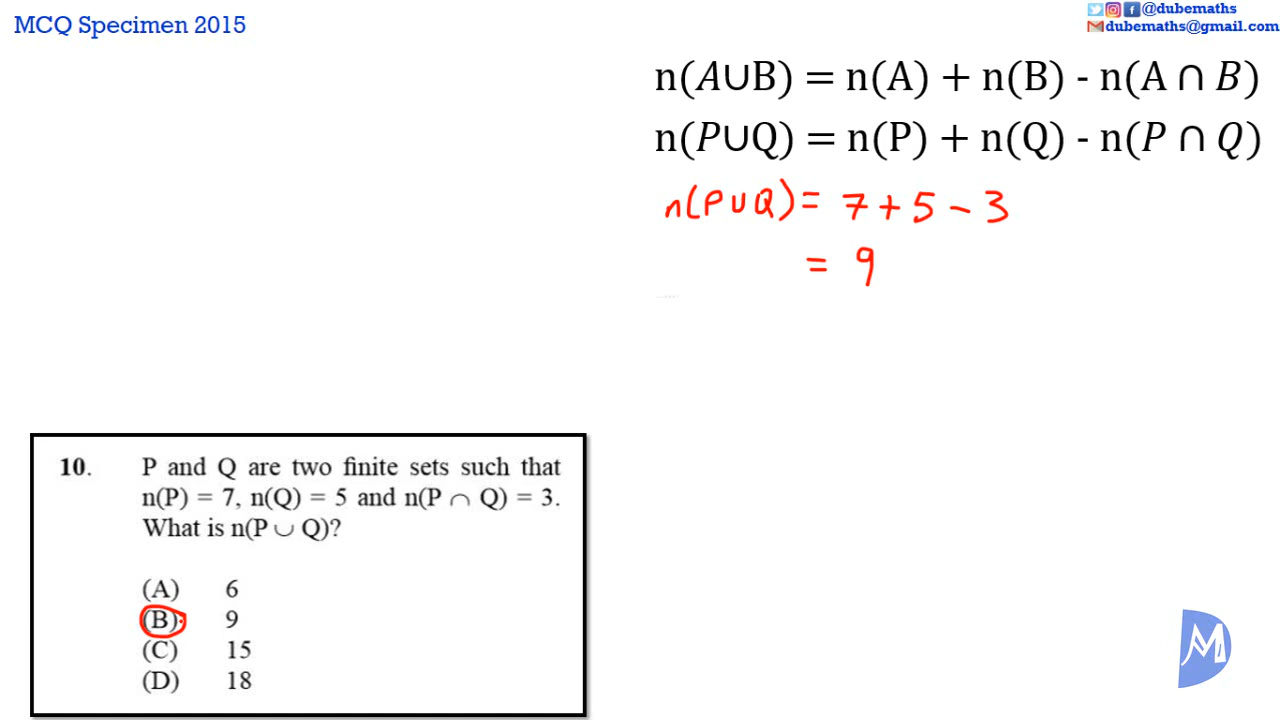 MCQ Specimen 2015
@dubemaths
dubemaths@gmail.com
n(A∪B) = n(A) + n(B) - n(A ∩ B)
n(P∪Q) = n(P) + n(Q) - n(P ∩ Q)
n(P∪Q) = 7 + 5 - 3
= 9
10. P and Q are two finite sets such that
n(P) = 7, n(Q) = 5 and n(P ∩ Q) = 3.
What is n(P ∪ Q)?
(A) 6
(B) 9
(C) 15
(D) 18
M